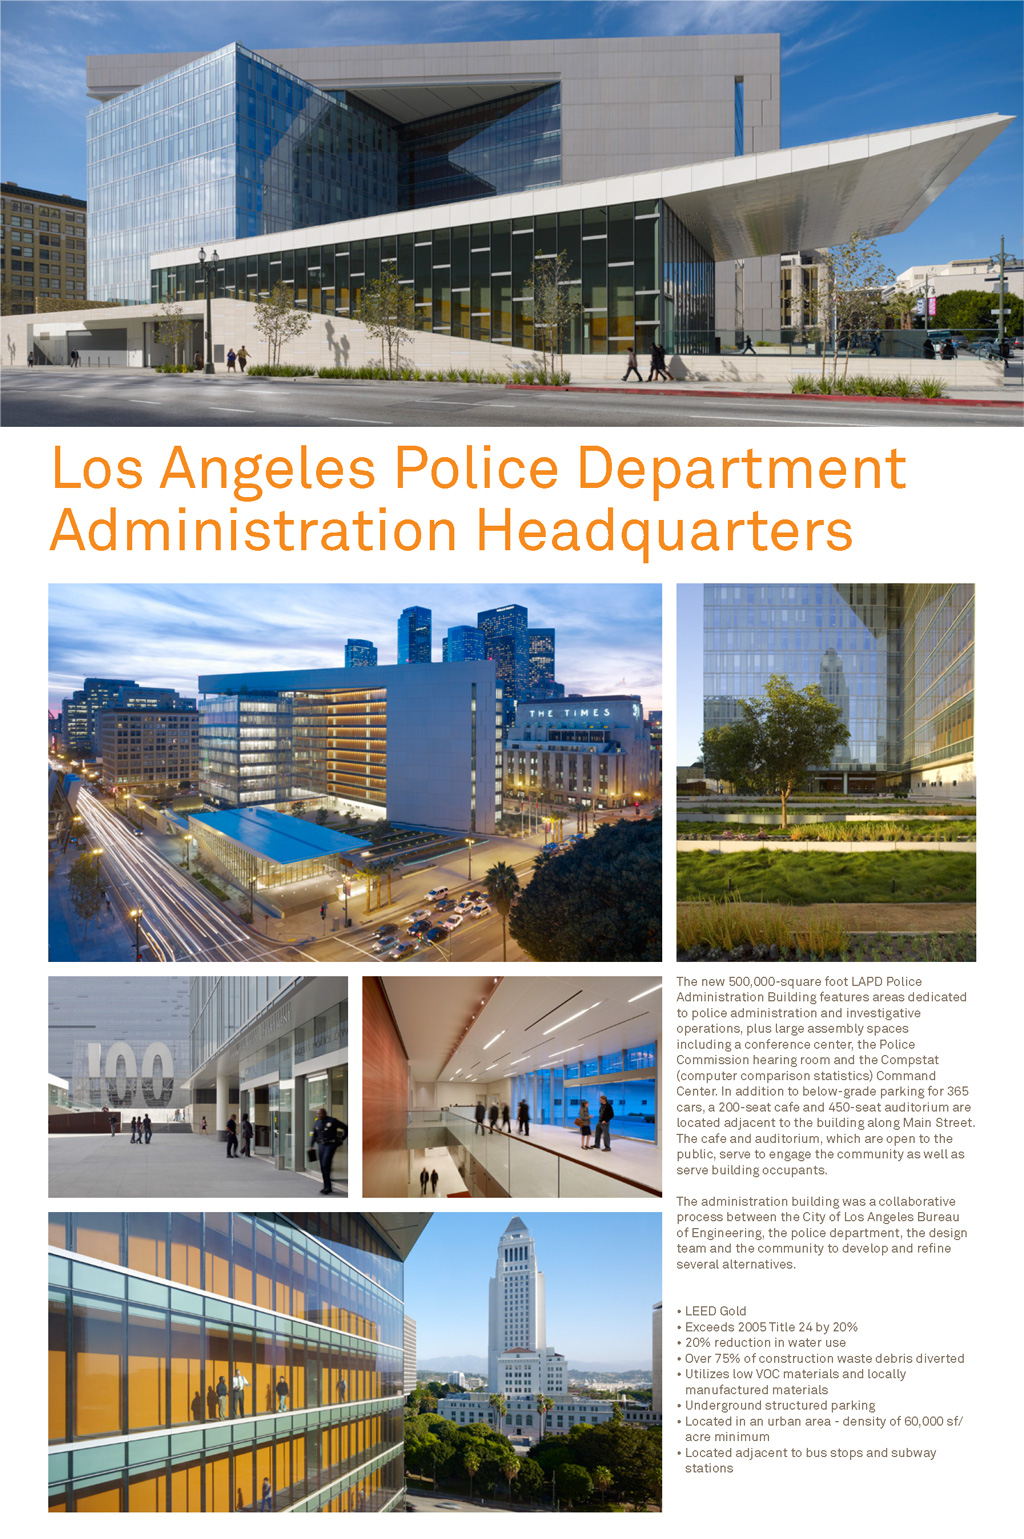 Los Angeles Police Department
Administration Headquarters
THE TIMES
100
The new 500,000-square foot LAPD Police
Administration Building features areas dedicated
to police administration and investigative
operations, plus large assembly spaces
including a conference center, the Police
Commission hearing room and the Compstat
(computer comparison statistics) Command
Center. In addition to below-grade parking for 365
cars, a 200-seat cafe and 450-seat auditorium are
located adjacent to the building along Main Street.
The cafe and auditorium, which are open to the
public, serve to engage the community as well as
serve building occupants.
The administration building was a collaborative
process between the City of Los Angeles Bureau
of Engineering, the police department, the design
team and the community to develop and refine
several alternatives.
• LEED Gold
• Exceeds 2005 Title 24 by 20%
• 20% reduction in water use
• Over 75% of construction waste debris diverted
• Utilizes low VOC materials and locally
manufactured materials
• Underground structured parking
• Located in an urban area - density of 60,000 sf/
acre minimum
• Located adjacent to bus stops and subway
stations